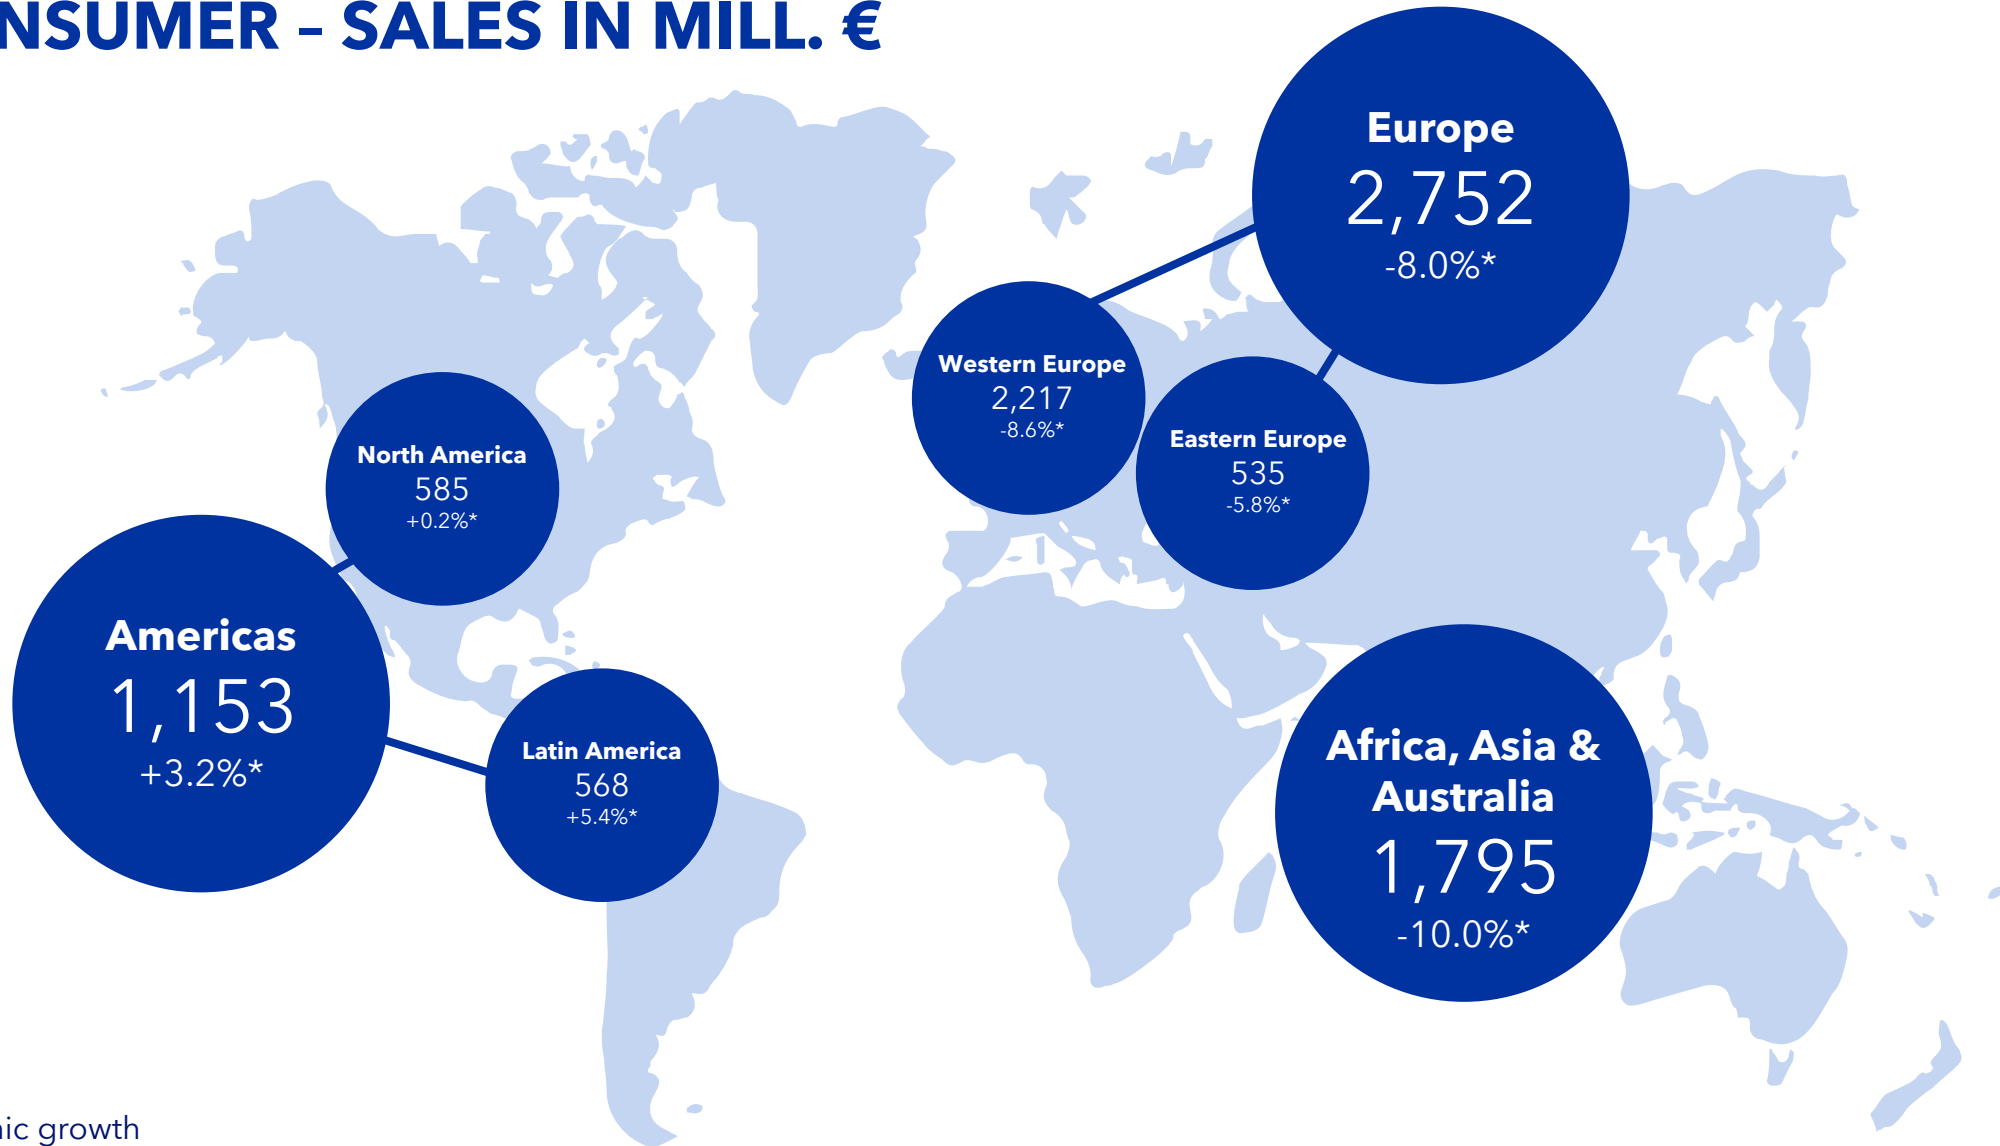 NSUMER – SALES IN MILL. €
Europe
2,752
-8.0%*
Western Europe
2,217
-8.6%*
Eastern Europe
535
-5.8%*
North America
585
+0.2%*
Americas
1,153
+3.2%*
Latin America
568
+5.4%*
Africa, Asia &
Australia
1,795
-10.0%*
growth